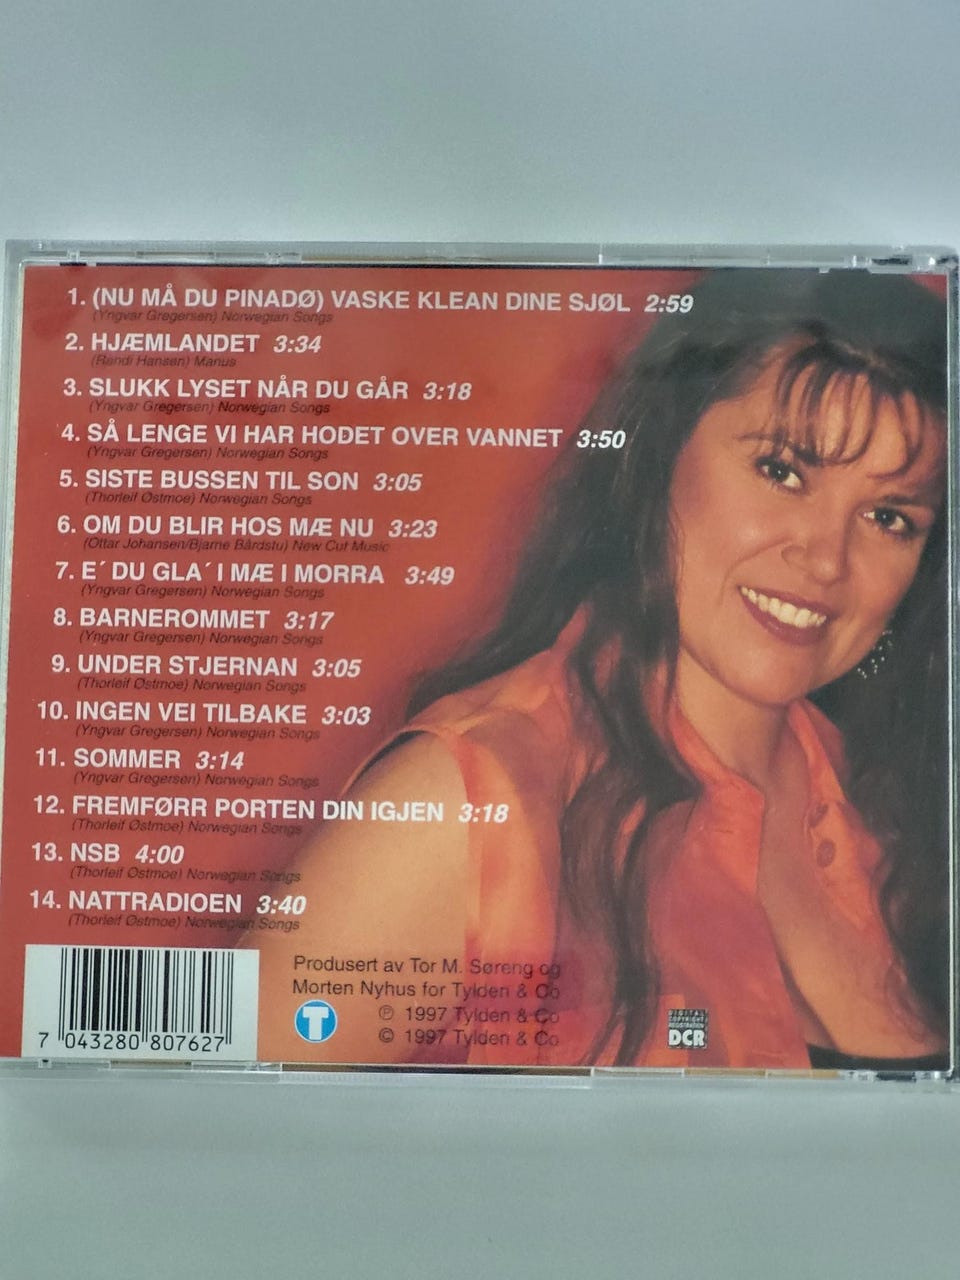 1. (NU MÅ DU PINADØ) VASKE KLEAN DINE SJØL 2:59
(Yngvar Gregersen) Norwegian Songs
2. HJÆMLANDET 3:34
(Rendi Hansen) Manus
3. SLUKK LYSET NÅR DU GÅR 3:18
(Yngvar Gregersen) Norwegian Songs
4. SÅ LENGE VI HAR HODET OVER VANNET 3:50
(Yngvar Gregersen) Norwegian Songs
5. SISTE BUSSEN TIL SON 3:05
(Thorleif Østmoe) Norwegian Songs
6. OM DU BLIR HOS MÆ NU 3:23
(Ottar Johansen/Bjarne Bårdstu) New Cut Music
7. E´ DU GLA´ I MÆ I MORRA 3:49
(Yngvar Gregersen) Norwegian Songs
8. BARNEROMMET 3:17
(Yngvar Gregersen) Norwegian Songs
9. UNDER STJERNAN 3:05
(Thorleif Østmoe) Norwegian Songs
10. INGEN VEI TILBAKE 3:03
(Yngvar Gregersen) Norwegian Songs
11. SOMMER 3:14
(Yngvar Gregersen) Norwegian Songs
12. FREMFØRR PORTEN DIN IGJEN 3:18
(Thorleif Østmoe) Norwegian Songs
13. NSB 4:00
(Thorleif Østmoe) Norwegian Songs
14. NATTRADIOEN 3:40
(Thorleif Østmoe) Norwegian Songs
Produsert av Tor M. Søreng og
Morten Nyhus for Tylden & Co
T
℗ 1997 Tylden & Co
© 1997 Tylden & Co
7 043280 807627
DIGITAL
COPYRIGHT
REGISTRATION
DCR